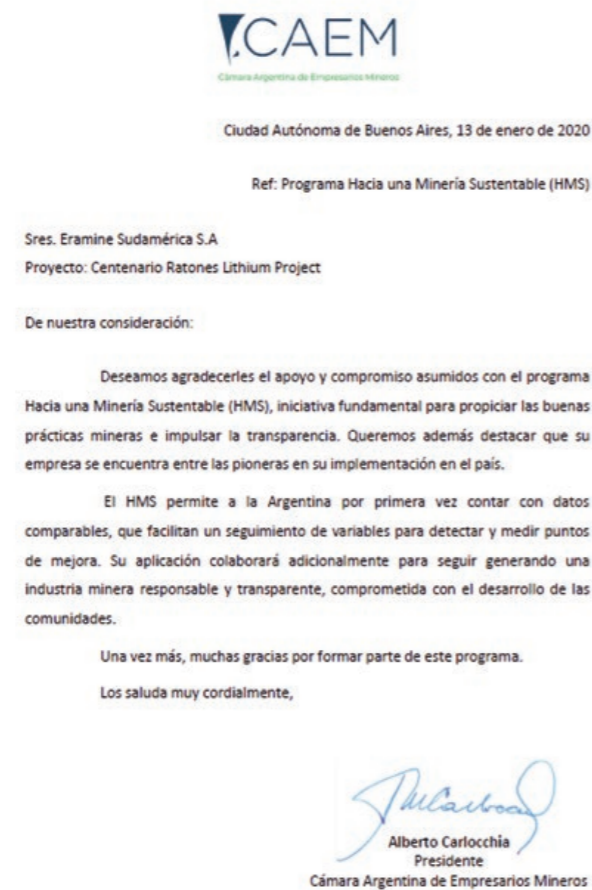 CAEM
Cámara Argentina de Empresarios Mineros
Ciudad Autónoma de Buenos Aires, 13 de enero de 2020
Ref: Programa Hacia una Minería Sustentable (HMS)
Sres. Eramine Sudamérica S.A
Proyecto: Centenario Ratones Lithium Project
De nuestra consideración:
Deseamos agradecerles el apoyo y compromiso asumidos con el programa
Hacia una Minería Sustentable (HMS), iniciativa fundamental para propiciar las buenas
prácticas mineras e impulsar la transparencia. Queremos además destacar que su
empresa se encuentra entre las pioneras en su implementación en el país.
El HMS permite a la Argentina por primera vez contar con datos
comparables, que facilitan un seguimiento de variables para detectar y medir puntos
de mejora. Su aplicación colaborará adicionalmente para seguir generando una
industria minera responsable y transparente, comprometida con el desarrollo de las
comunidades.
Una vez más, muchas gracias por formar parte de este programa.
Los saluda muy cordialmente,
Alberto Carlocchia
Presidente
Cámara Argentina de Empresarios Mineros